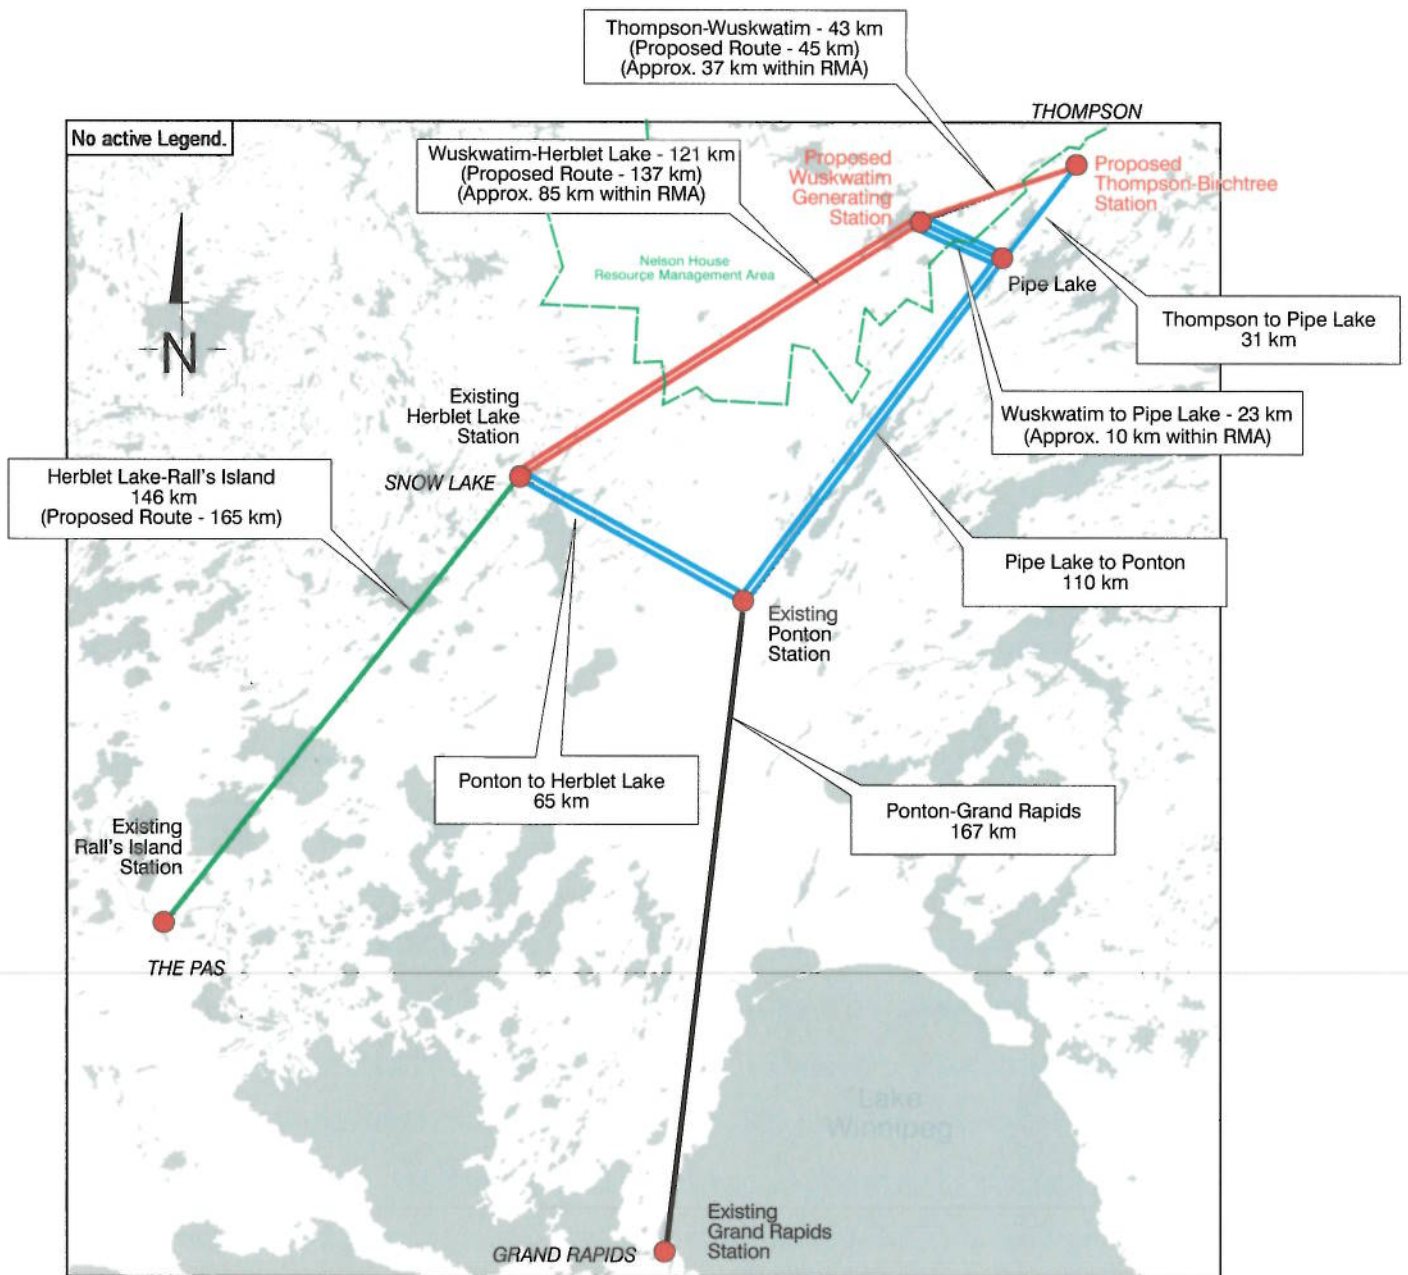 Thompson-Wuskwatim - 43 km
(Proposed Route - 45 km)
(Approx. 37 km within RMA)
THOMPSON
No active Legend.
Wuskwatim-Herblet Lake - 121 km
(Proposed Route - 137 km)
(Approx. 85 km within RMA)
Proposed
Wuskwatim
Generating
Station
Proposed
Thompson-Birchtree
Station
Nelson House
Resource Management Area
Pipe Lake
N
Thompson to Pipe Lake
31 km
Existing
Herblet Lake
Station
Wuskwatim to Pipe Lake - 23 km
(Approx. 10 km within RMA)
SNOW LAKE
Herblet Lake-Rall's Island
146 km
(Proposed Route - 165 km)
Pipe Lake to Ponton
110 km
Existing
Ponton
Station
Ponton to Herblet Lake
65 km
Ponton-Grand Rapids
167 km
Existing
Rall's Island
Station
THE PAS
Lake
Winnipeg
Existing
Grand Rapids
Station
GRAND RAPIDS